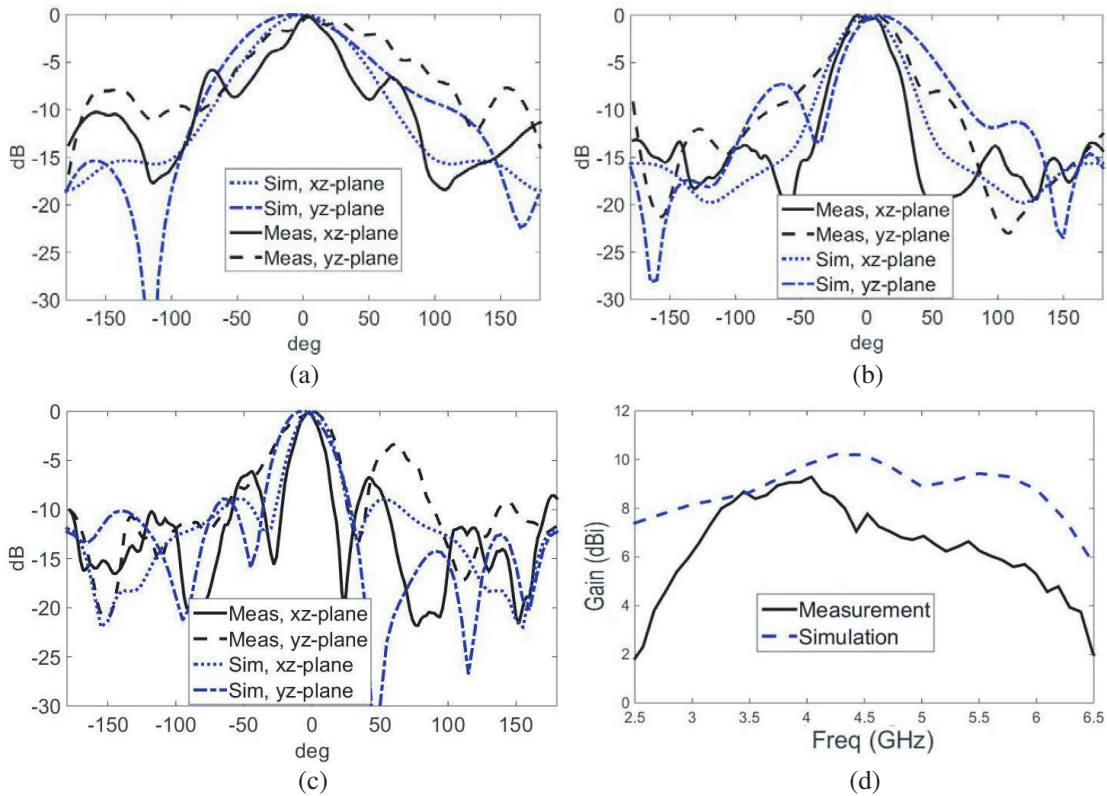 0
-5
-10
-15
-20
-25
-30
dB
Sim, xz-plane
Sim, yz-plane
Meas, xz-plane
Meas, yz-plane
-150 -100 -50 0 50 100 150
deg
(a)
0
-5
-10
-15
-20
-25
-30
dB
Meas, xz-plane
Meas, yz-plane
Sim, xz-plane
Sim, yz-plane
-150 -100 -50 0 50 100 150
deg
(b)
0
-5
-10
-15
-20
-25
-30
dB
Meas, xz-plane
Meas, yz-plane
Sim, xz-plane
Sim, yz-plane
-150 -100 -50 0 50 100 150
deg
(c)
12
10
8
6
4
2
0
Gain (dBi)
Measurement
Simulation
2.5 3 3.5 4 4.5 5 5.5 6 6.5
Freq (GHz)
(d)